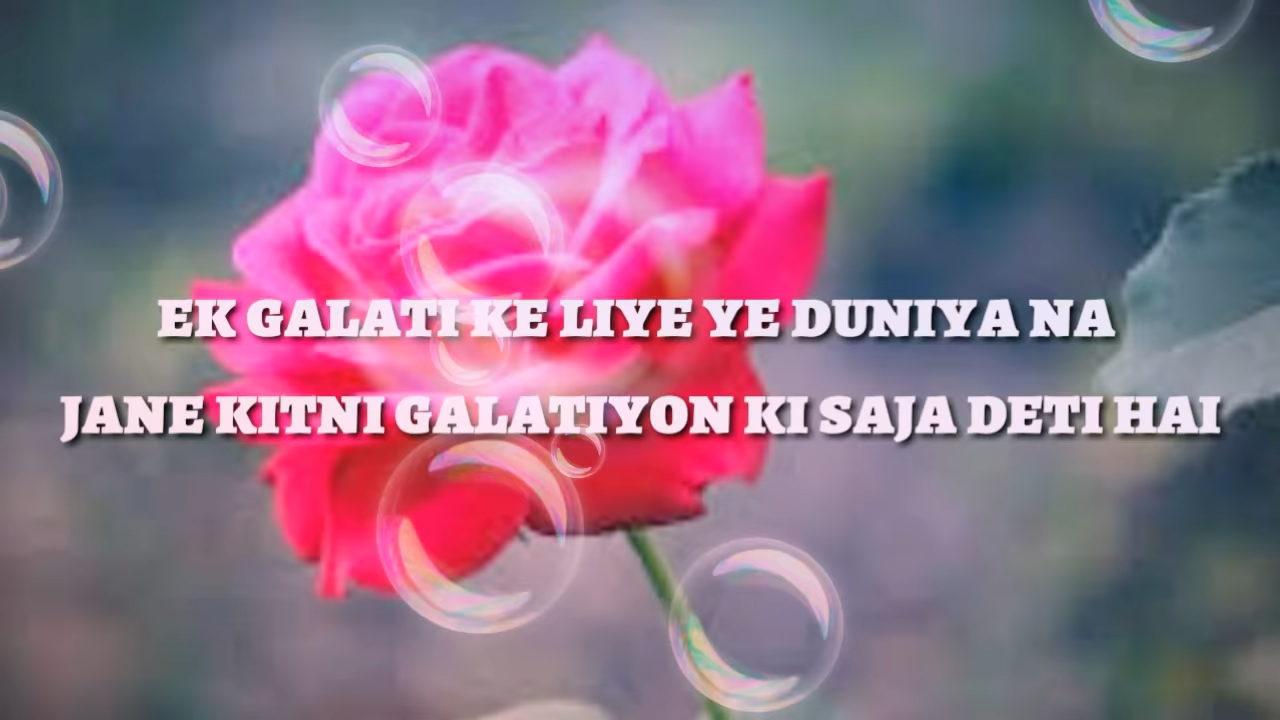 EK GALATI KE LIYE YE DUNIYA NA
JANE KITNI GALATIYON KI SAJA DETI HAI